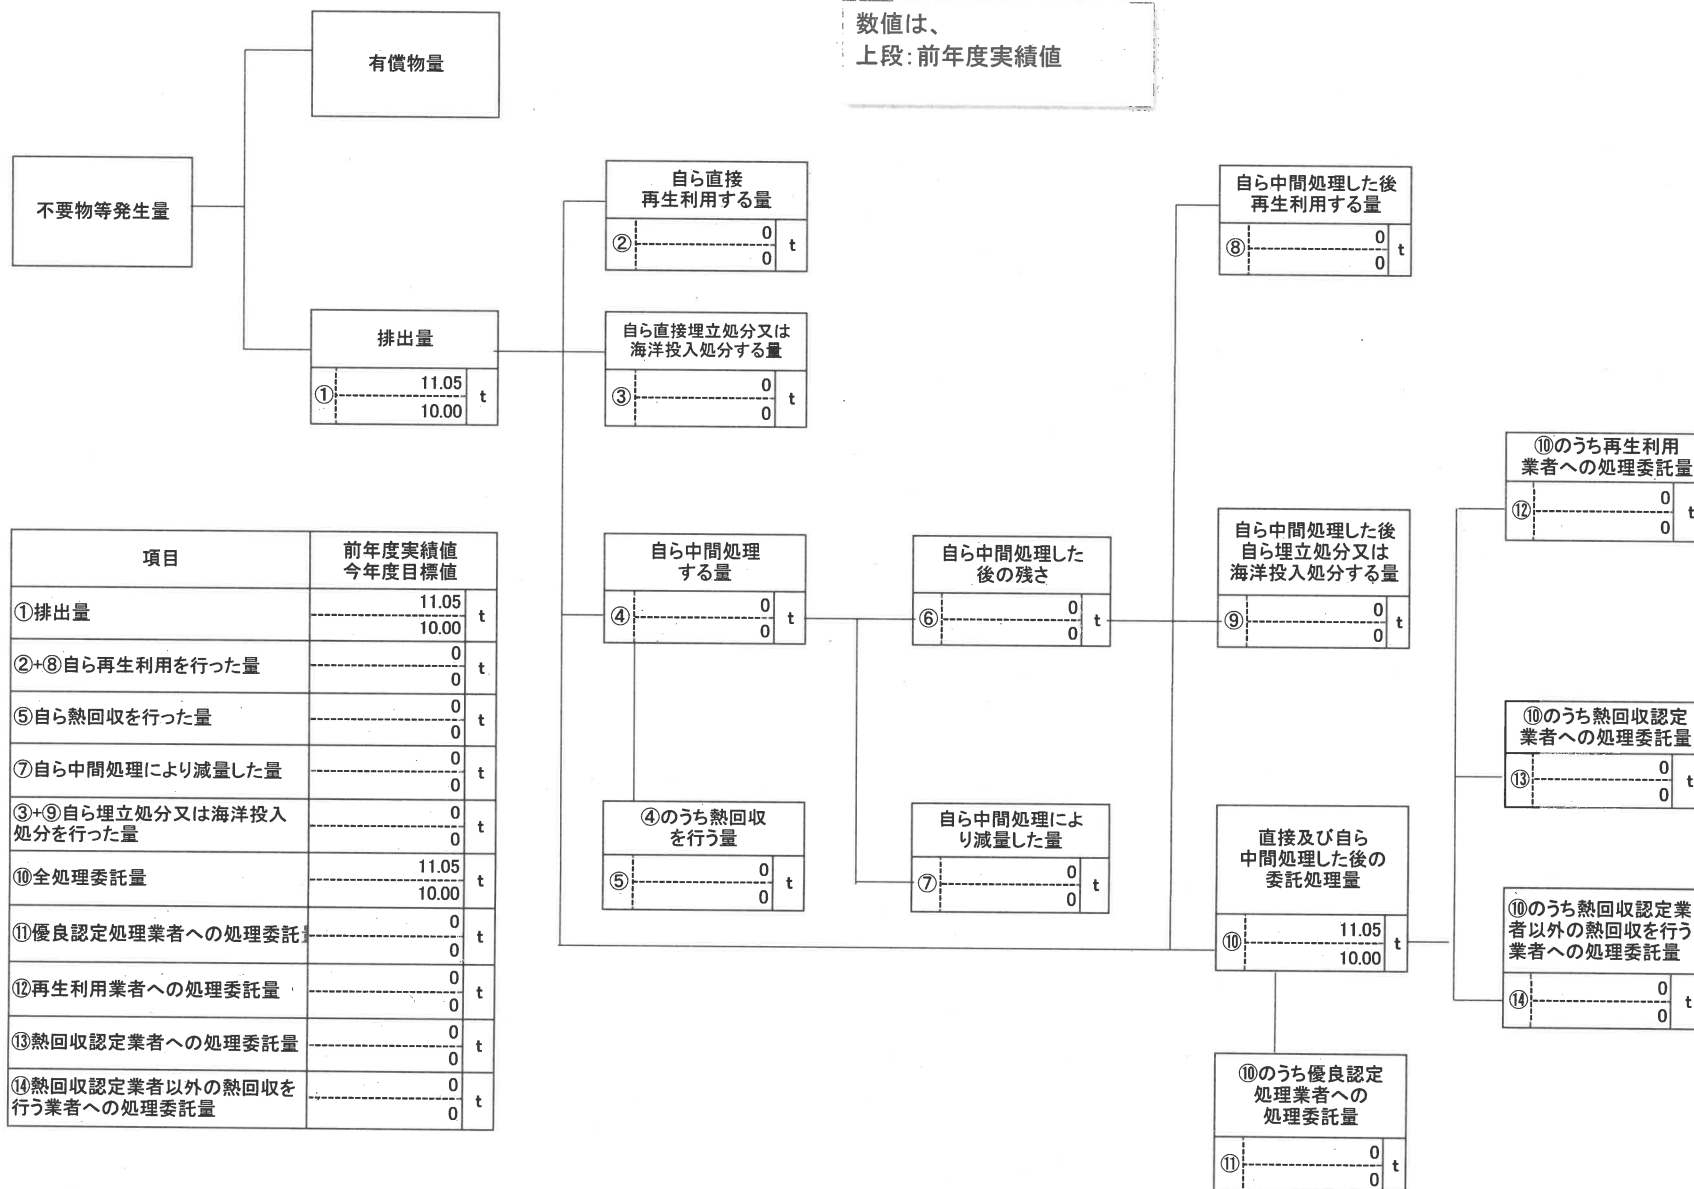 数値は、
上段：前年度実績値
有償物量
不要物等発生量
排出量
①
11.05
10.00
t
自ら直接
再生利用する量
②
0
0
t
自ら直接埋立処分又は
海洋投入処分する量
③
0
0
t
自ら中間処理
する量
④
0
0
t
④のうち熱回収
を行う量
⑤
0
0
t
自ら中間処理した
後の残さ
⑥
0
0
t
自ら中間処理によ
り減量した量
⑦
0
0
t
自ら中間処理した後
再生利用する量
⑧
0
0
t
自ら中間処理した後
自ら埋立処分又は
海洋投入処分する量
⑨
0
0
t
直接及び自ら
中間処理した後の
委託処理量
⑩
11.05
10.00
t
⑩のうち優良認定
処理業者への
処理委託量
⑪
0
0
t
⑩のうち再生利用
業者への処理委託量
⑫
0
0
t
⑩のうち熱回収認定
業者への処理委託量
⑬
0
0
t
⑩のうち熱回収認定業
者以外の熱回収を行う
業者への処理委託量
⑭
0
0
t
項目
前年度実績値
今年度目標値
①排出量
11.05
10.00
t
②+⑧自ら再生利用を行った量
0
0
t
⑤自ら熱回収を行った量
0
0
t
⑦自ら中間処理により減量した量
0
0
t
③+⑨自ら埋立処分又は海洋投入
処分を行った量
0
0
t
⑩全処理委託量
11.05
10.00
t
⑪優良認定処理業者への処理委託
0
0
t
⑫再生利用業者への処理委託量
0
0
t
⑬熱回収認定業者への処理委託量
0
0
t
⑭熱回収認定業者以外の熱回収を
行う業者への処理委託量
0
0
t